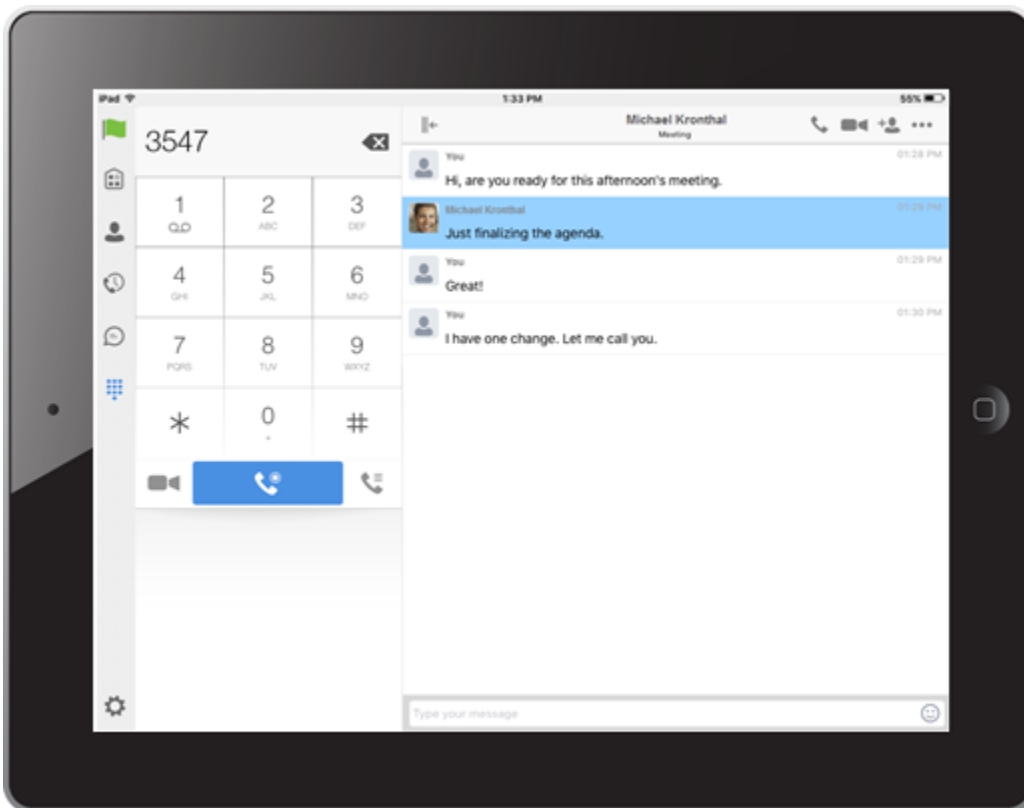 iPad
1:33 PM
55%
3547
1
2
ABC
3
DEF
4
GHI
5
JKL
6
MNO
7
PQRS
8
TUV
9
WXYZ
*
0
+
#
Michael Kronthal
Meeting
You
01:28 PM
Hi, are you ready for this afternoon's meeting.
Michael Kronthal
01:29 PM
Just finalizing the agenda.
You
01:29 PM
Great!
You
01:30 PM
I have one change. Let me call you.
Type your message